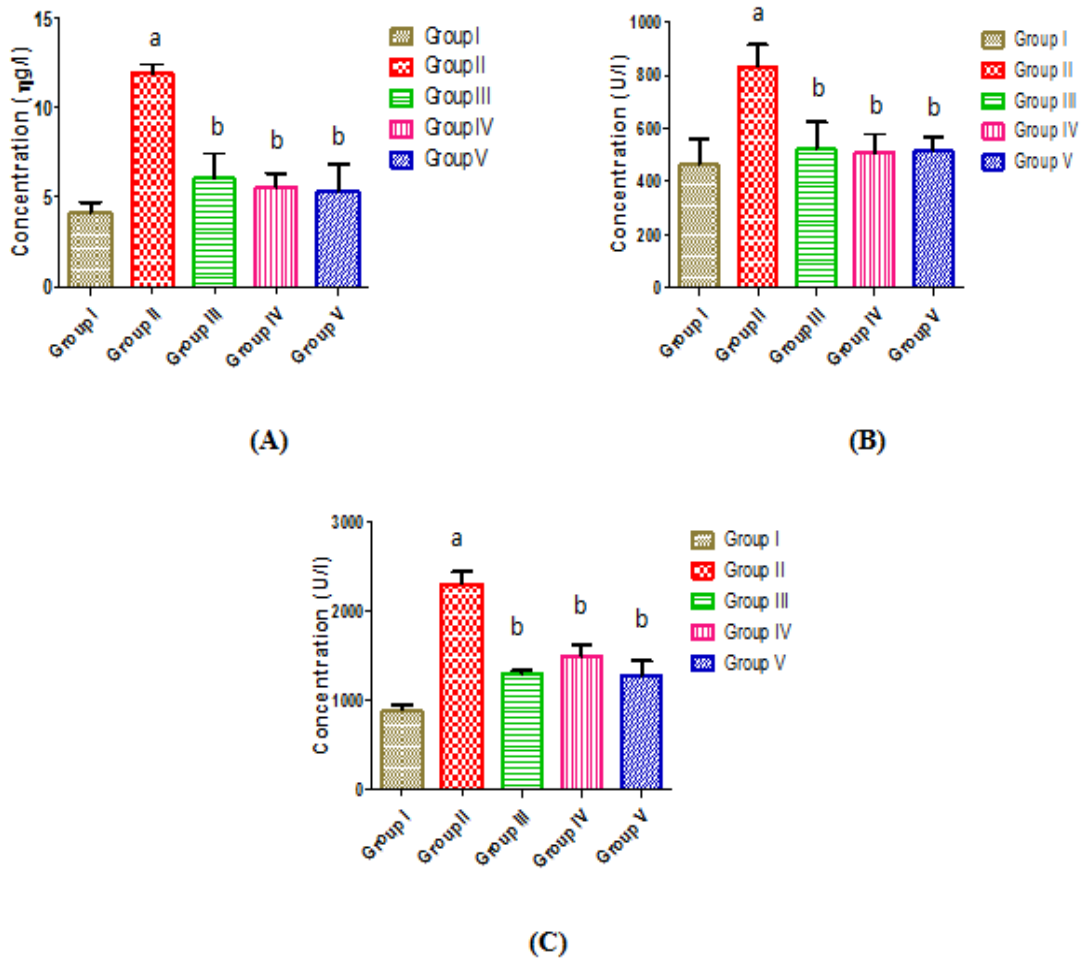 15
10
5
0
Concentration (ηg/l)
a
b
b
b
Group I
Group II
Group III
Group IV
Group V
Group I
Group II
Group III
Group IV
Group V
(A)
1000
800
600
400
200
0
Concentration (U/l)
a
b
b
b
Group I
Group II
Group III
Group IV
Group V
Group I
Group II
Group III
Group IV
Group V
(B)
3000
2000
1000
0
Concentration (U/l)
a
b
b
b
Group I
Group II
Group III
Group IV
Group V
Group I
Group II
Group III
Group IV
Group V
(C)